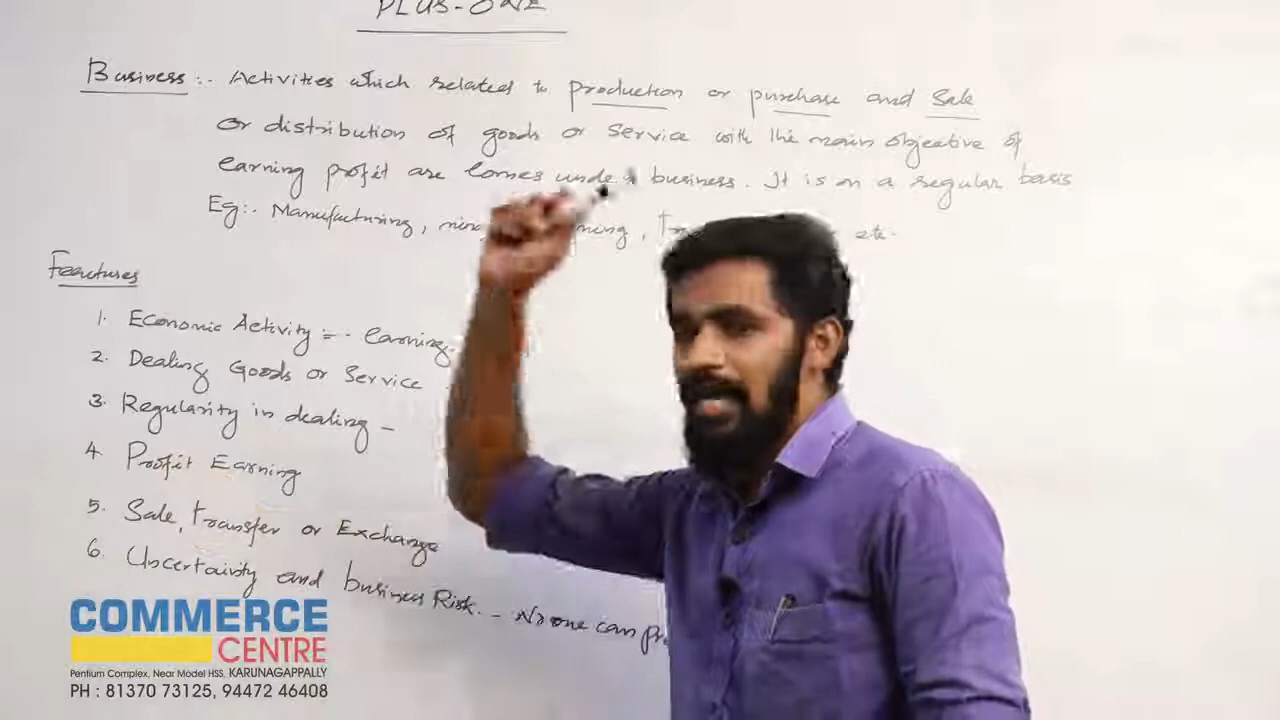 PLUS-ONE
Business:- Activities which related to production or purchase and Sale
or distribution of goods or Service with the main objective of
earning profit are comes under business. It is on a regular basis
Eg:- Manufacturing, etc.
Feactures
1. Economic Activity :- earning.
2. Dealing Goods or Service
3. Regularity in dealing -
4. Profit Earning
5. Sale, transfer or Exchange
6. Uncertainity and business Risk. - No one can
COMMERCE
CENTRE
Pentium Complex, Near Model HSS, KARUNAGAPPALLY
PH : 81370 73125, 94472 46408